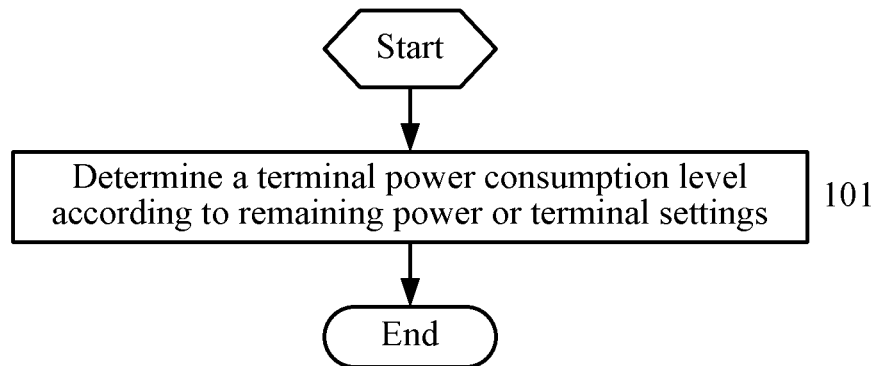 Start
Determine a terminal power consumption level
according to remaining power or terminal settings
101
End